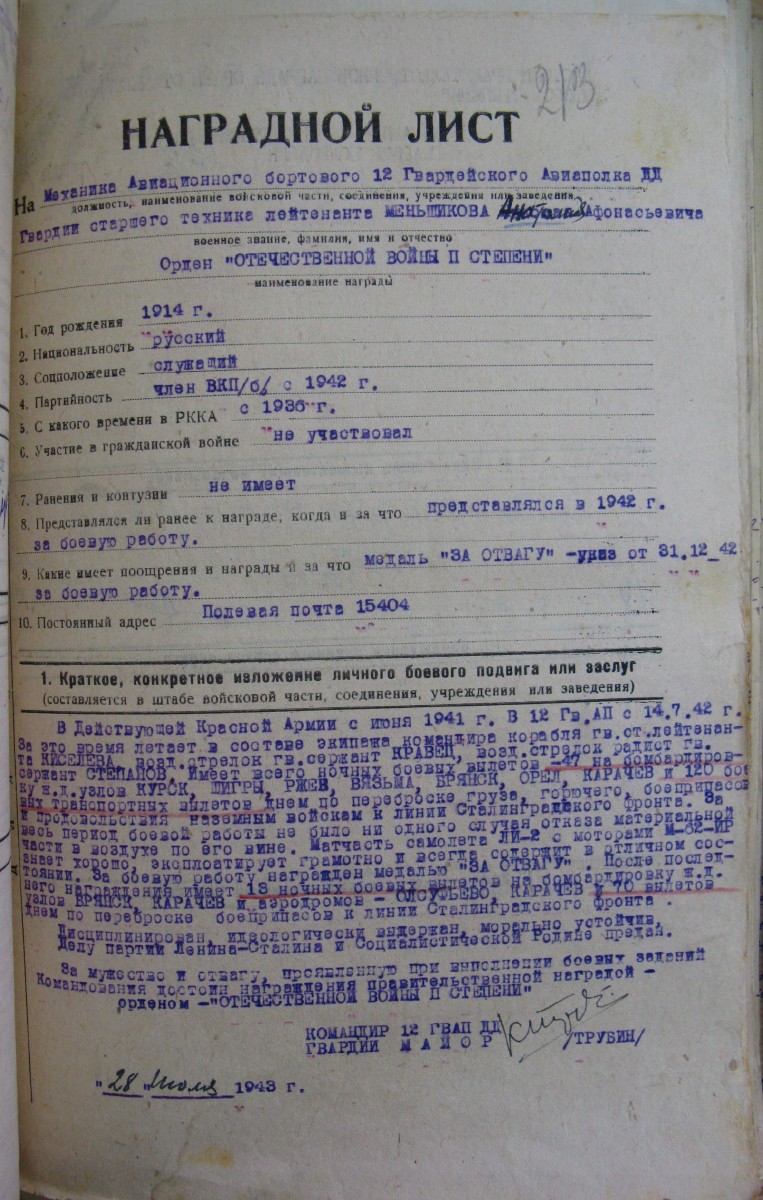 2/3
НАГРАДНОЙ ЛИСТ
На Механика Авиационного бортового 12 Гвардейского Авиаполка ДД
должность, наименование войсковой части, соединения, учреждения или заведения
Гвардии старшего техника лейтенанта МЕНЬШИКОВА Афонасьевича
военное звание, фамилия, имя и отчество
Орден "ОТЕЧЕСТВЕННОЙ ВОЙНЫ П СТЕПЕНИ"
наименование награды
1. Год рождения 1914 г.
2. Национальность русский
3. Соцположение служащий
4. Партийность член ВКП/б/ с 1942 г.
5. С какого времени в РККА с 1936 г.
6. Участие в гражданской войне не участвовал
7. Ранения и контузии не имеет
8. Представлялся ли ранее к награде, когда и за что представлялся в 1942 г.
за боевую работу.
9. Какие имеет поощрения и награды и за что медаль "ЗА ОТВАГУ" -указ от 31.12_42
за боевую работу.
10. Постоянный адрес Полевая почта 15404
1. Краткое, конкретное изложение личного боевого подвига или заслуг
(составляется в штабе войсковой части, соединения, учреждения или заведения)
В Действующей Красной Армии с июня 1941 г. В 12 Гв.АП с 14.7.42 г.
За это время летает в составе экипажа командира корабля гв.ст.лейтенан-
та КИСЕЛЕВА, возд.стрелок гв.сержант КРАВЕЦ, возд.стрелок радист гв.
сержант СТЕПАНОВ. Имеет всего ночных боевых вылетов -47 на бомбардиров-
ку ж.д.узлов КУРСК, ШИГРЫ, РЖЕВ, ВЯЗЬМА, БРЯНСК, ОРЕЛ, КАРАЧЕВ и 120 бое
вых транспортных вылетов днем по переброске груза, горючего, боеприпасов
и продовольствия наземным войскам к линии Сталинградского фронта. За
весь период боевой работы не было ни одного случая отказа материальной
части в воздухе по его вине. Матчасть самолета ЛИ-2 с моторами М-62-ИР
знает хорошо, эксплоатирует грамотно и всегда содержит в отличном сос-
тоянии. За боевую работу награжден медалью "ЗА ОТВАГУ". После послед-
него награждения имеет 13 ночных боевых вылетов на бомбардировку ж.д.
узлов БРЯНСК, КАРАЧЕВ и аэродромов - ОЛСУФЬЕВО, КАРАЧЕВ и 70 вылетов
днем по переброске боеприпасов к линии Сталинградского фронта.
Дисциплинирован, идеологически выдержан, морально устойчив,
Делу партии Ленина-Сталина и Социалистической Родине предан.
За мужество и отвагу, проявленную при выполнении боевых заданий
Командования достоин награждения правительственной наградой -
орденом -"ОТЕЧЕСТВЕННОЙ ВОЙНЫ П СТЕПЕНИ"
КОМАНДИР 12 ГВАП ДД
ГВАРДИИ МАЙОР /ТРУБИН/
"28" июля 1943 г.